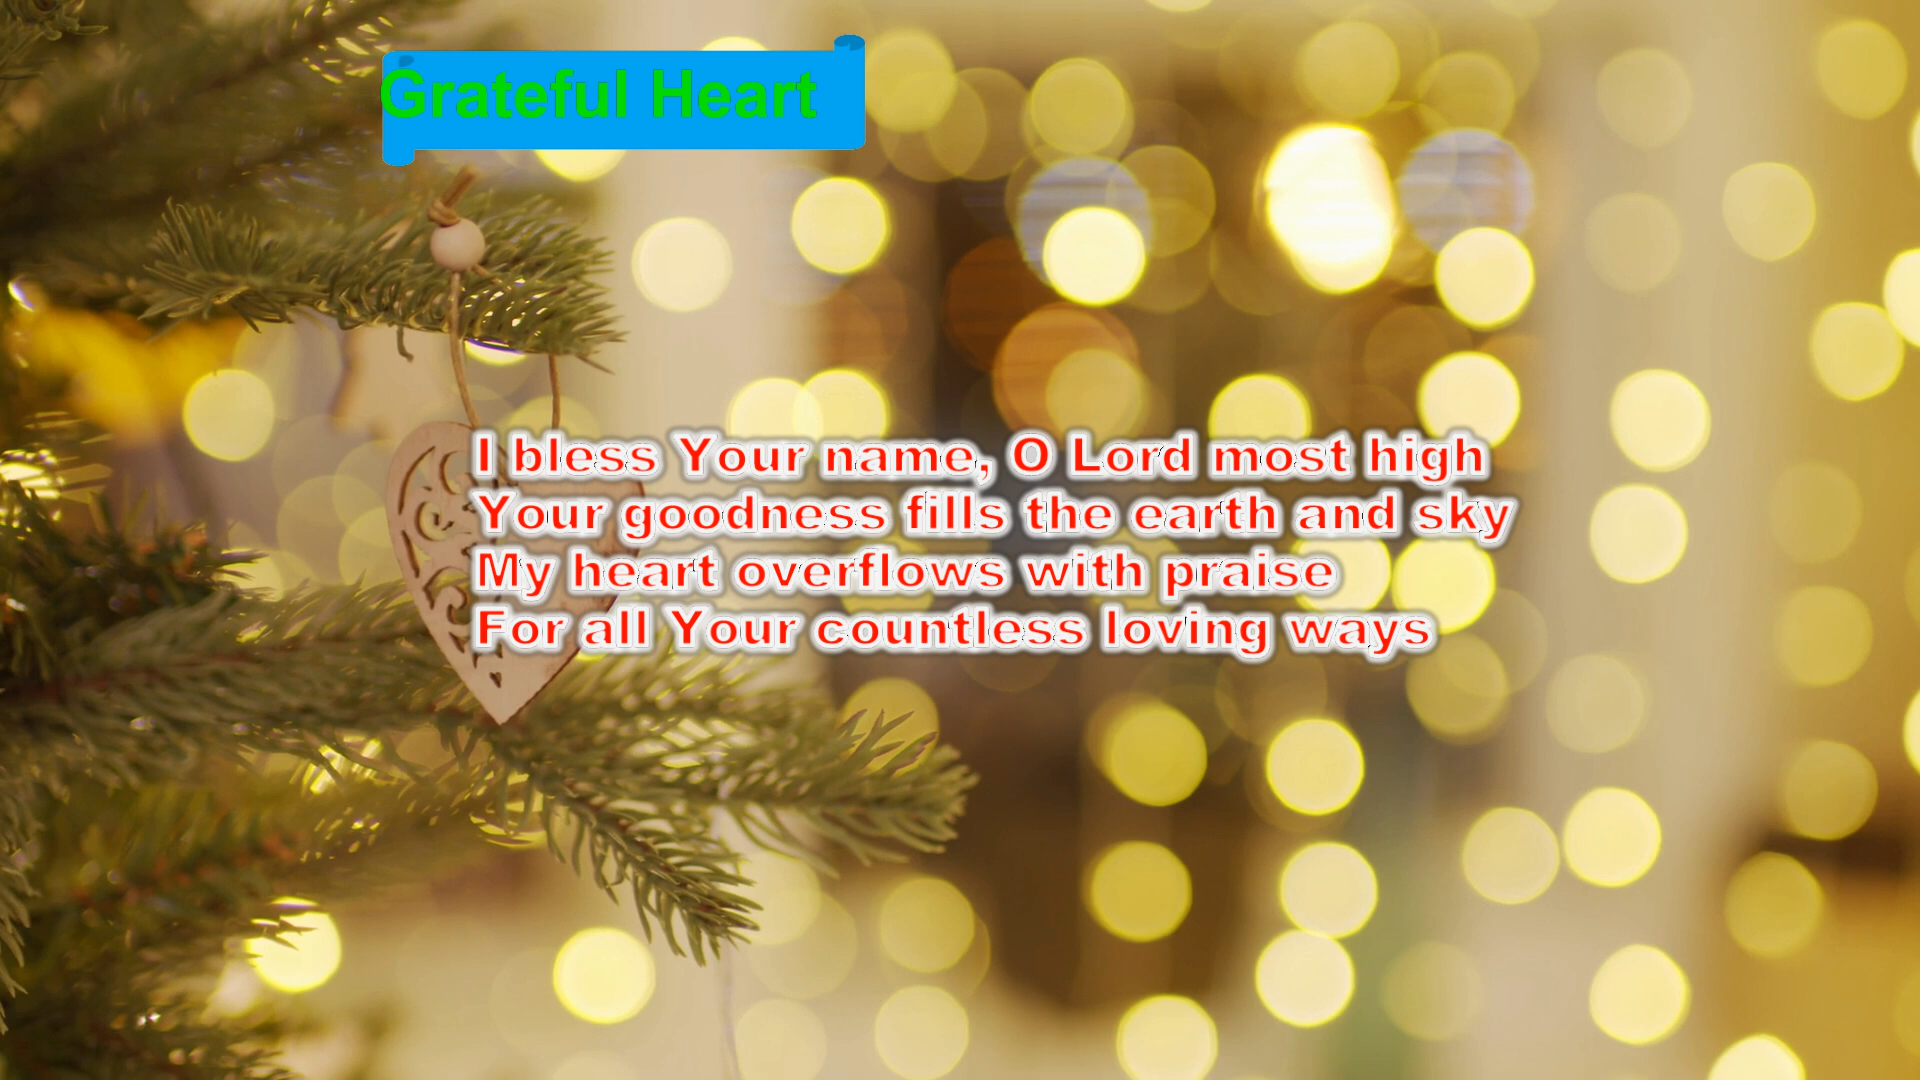 Grateful Heart
I bless Your name, O Lord most high
Your goodness fills the earth and sky
My heart overflows with praise
For all Your countless loving ways